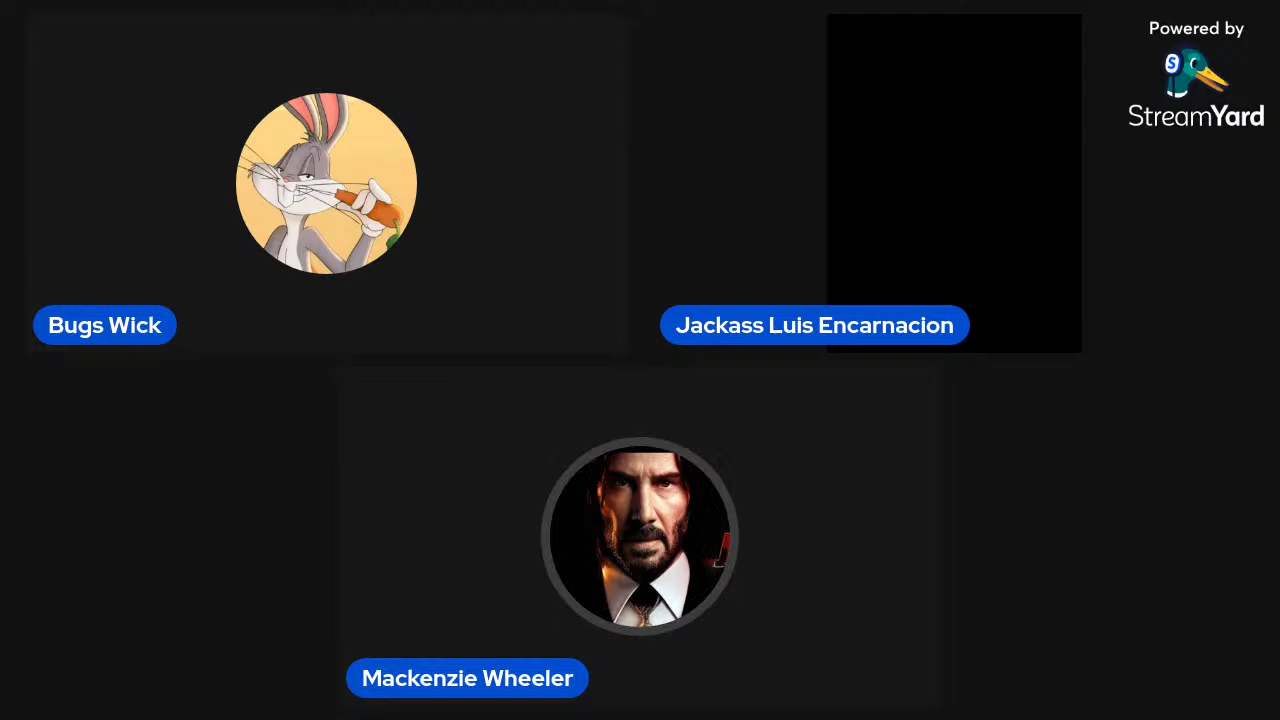 Powered by
S
StreamYard
Bugs Wick
Jackass Luis Encarnacion
Mackenzie Wheeler